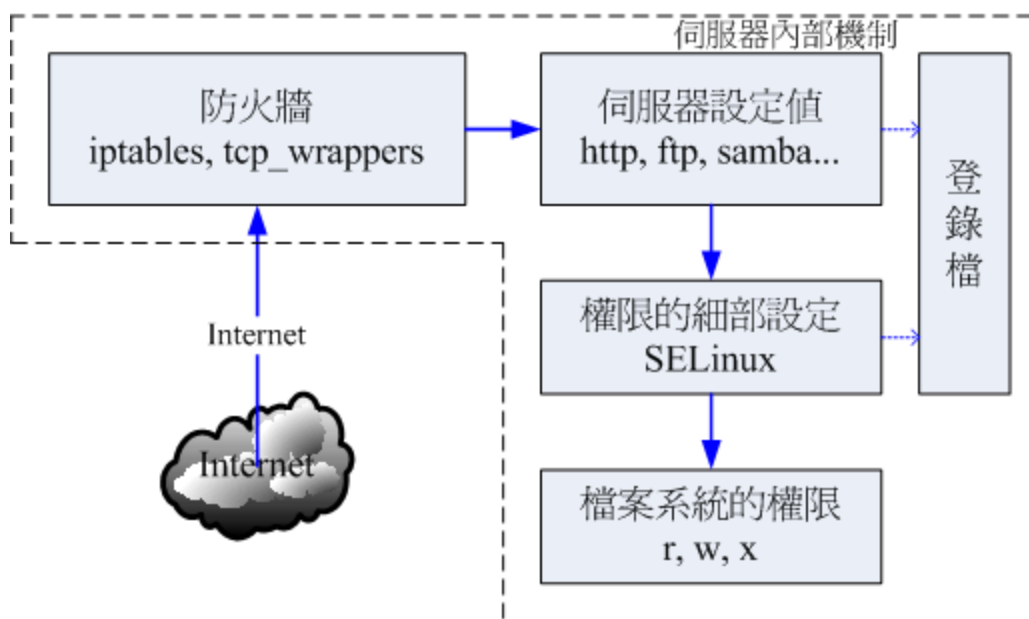 伺服器內部機制
防火牆
iptables, tcp_wrappers
伺服器設定值
http, ftp, samba...
登
錄
檔
權限的細部設定
SELinux
Internet
Internet
檔案系統的權限
r, w, x